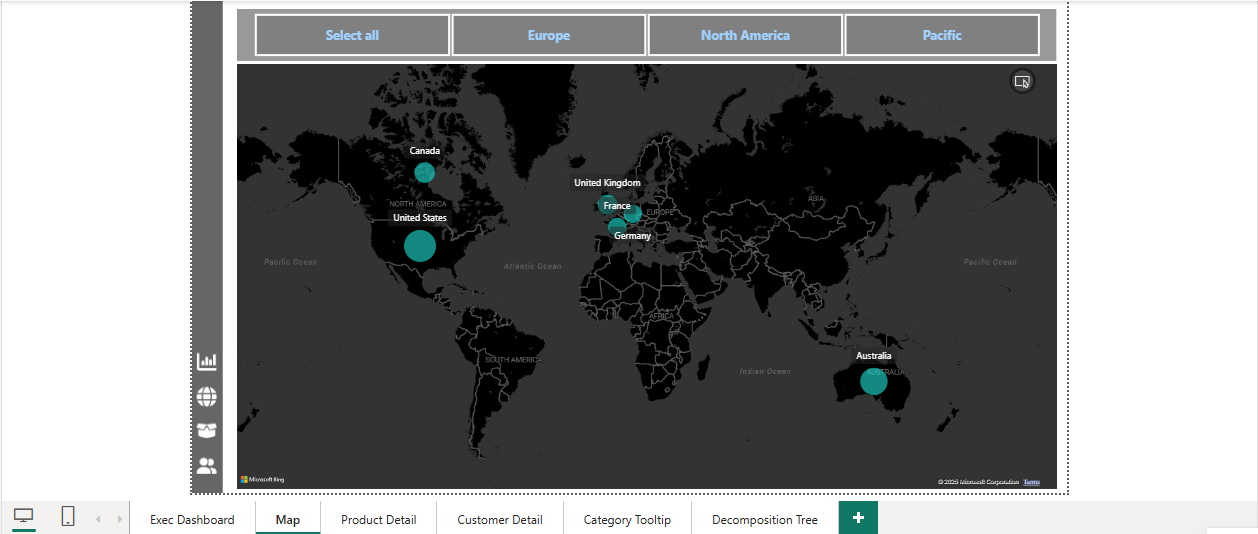 Select all
Europe
North America
Pacific
Canada
United Kingdom
NORTH AMERICA
ASIA
France
EUROPE
United States
Germany
Pacific Ocean
Atlantic Ocean
Pacific Ocean
AFRICA
Australia
SOUTH AMERICA
Indian Ocean
AUSTRALIA
Microsoft Bing
© 2025 Microsoft Corporation Terms
Exec Dashboard
Map
Product Detail
Customer Detail
Category Tooltip
Decomposition Tree
+